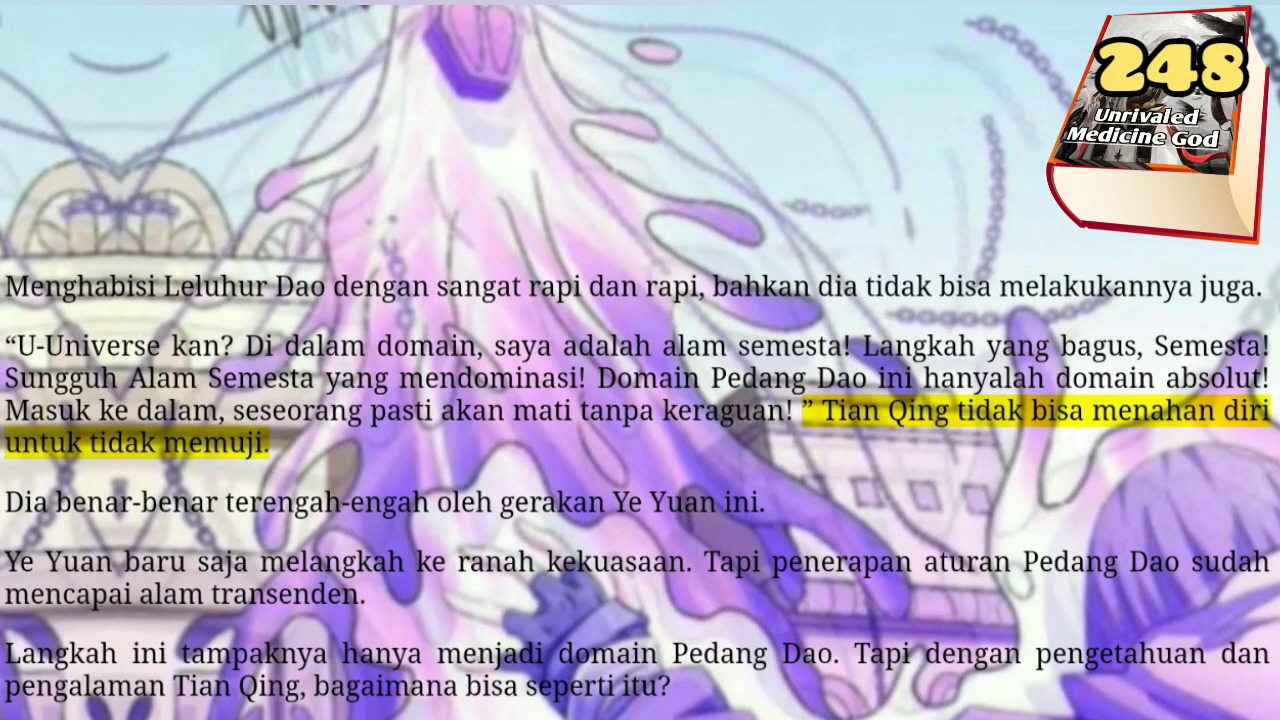 248
Unrivaled
Medicine God
Menghabisi Leluhur Dao dengan sangat rapi dan rapi, bahkan dia tidak bisa melakukannya juga.
“U-Universe kan? Di dalam domain, saya adalah alam semesta! Langkah yang bagus, Semesta!
Sungguh Alam Semesta yang mendominasi! Domain Pedang Dao ini hanyalah domain absolut!
Masuk ke dalam, seseorang pasti akan mati tanpa keraguan! ” Tian Qing tidak bisa menahan diri
untuk tidak memuji.
Dia benar-benar terengah-engah oleh gerakan Ye Yuan ini.
Ye Yuan baru saja melangkah ke ranah kekuasaan. Tapi penerapan aturan Pedang Dao sudah
mencapai alam transenden.
Langkah ini tampaknya hanya menjadi domain Pedang Dao. Tapi dengan pengetahuan dan
pengalaman Tian Qing, bagaimana bisa seperti itu?